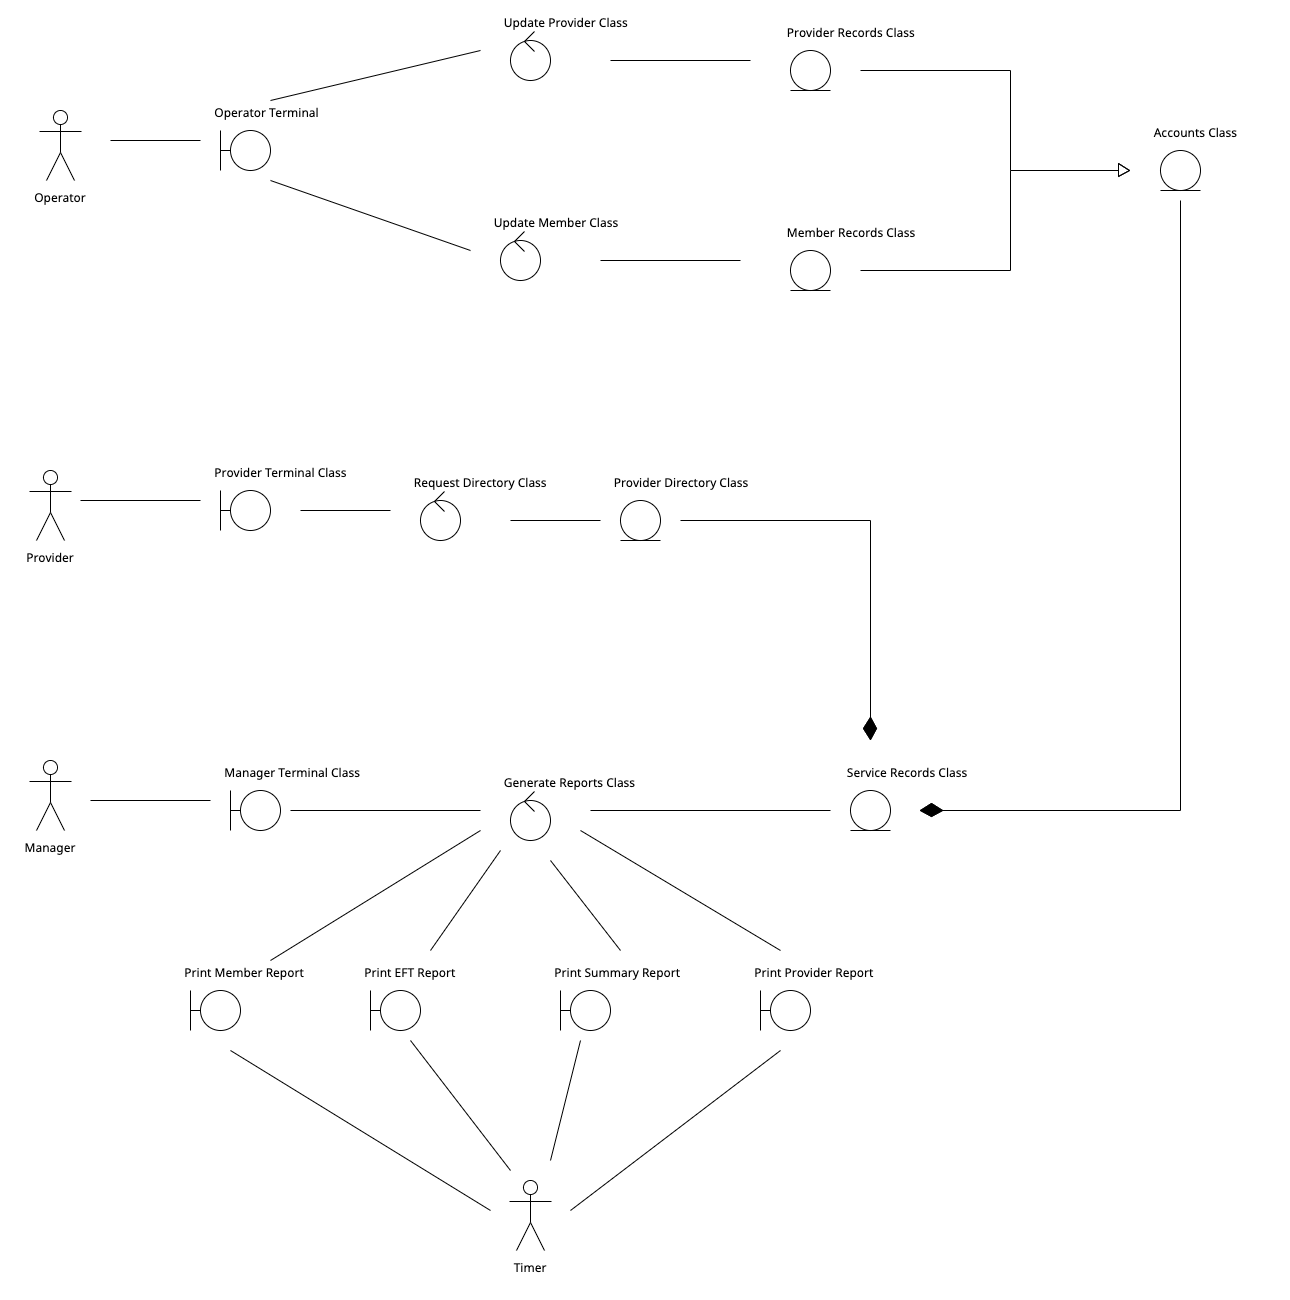 Update Provider Class
Provider Records Class
Operator Terminal
Accounts Class
Operator
Update Member Class
Member Records Class
Provider Terminal Class
Request Directory Class
Provider Directory Class
Provider
Manager Terminal Class
Generate Reports Class
Service Records Class
Manager
Print Member Report
Print EFT Report
Print Summary Report
Print Provider Report
Timer